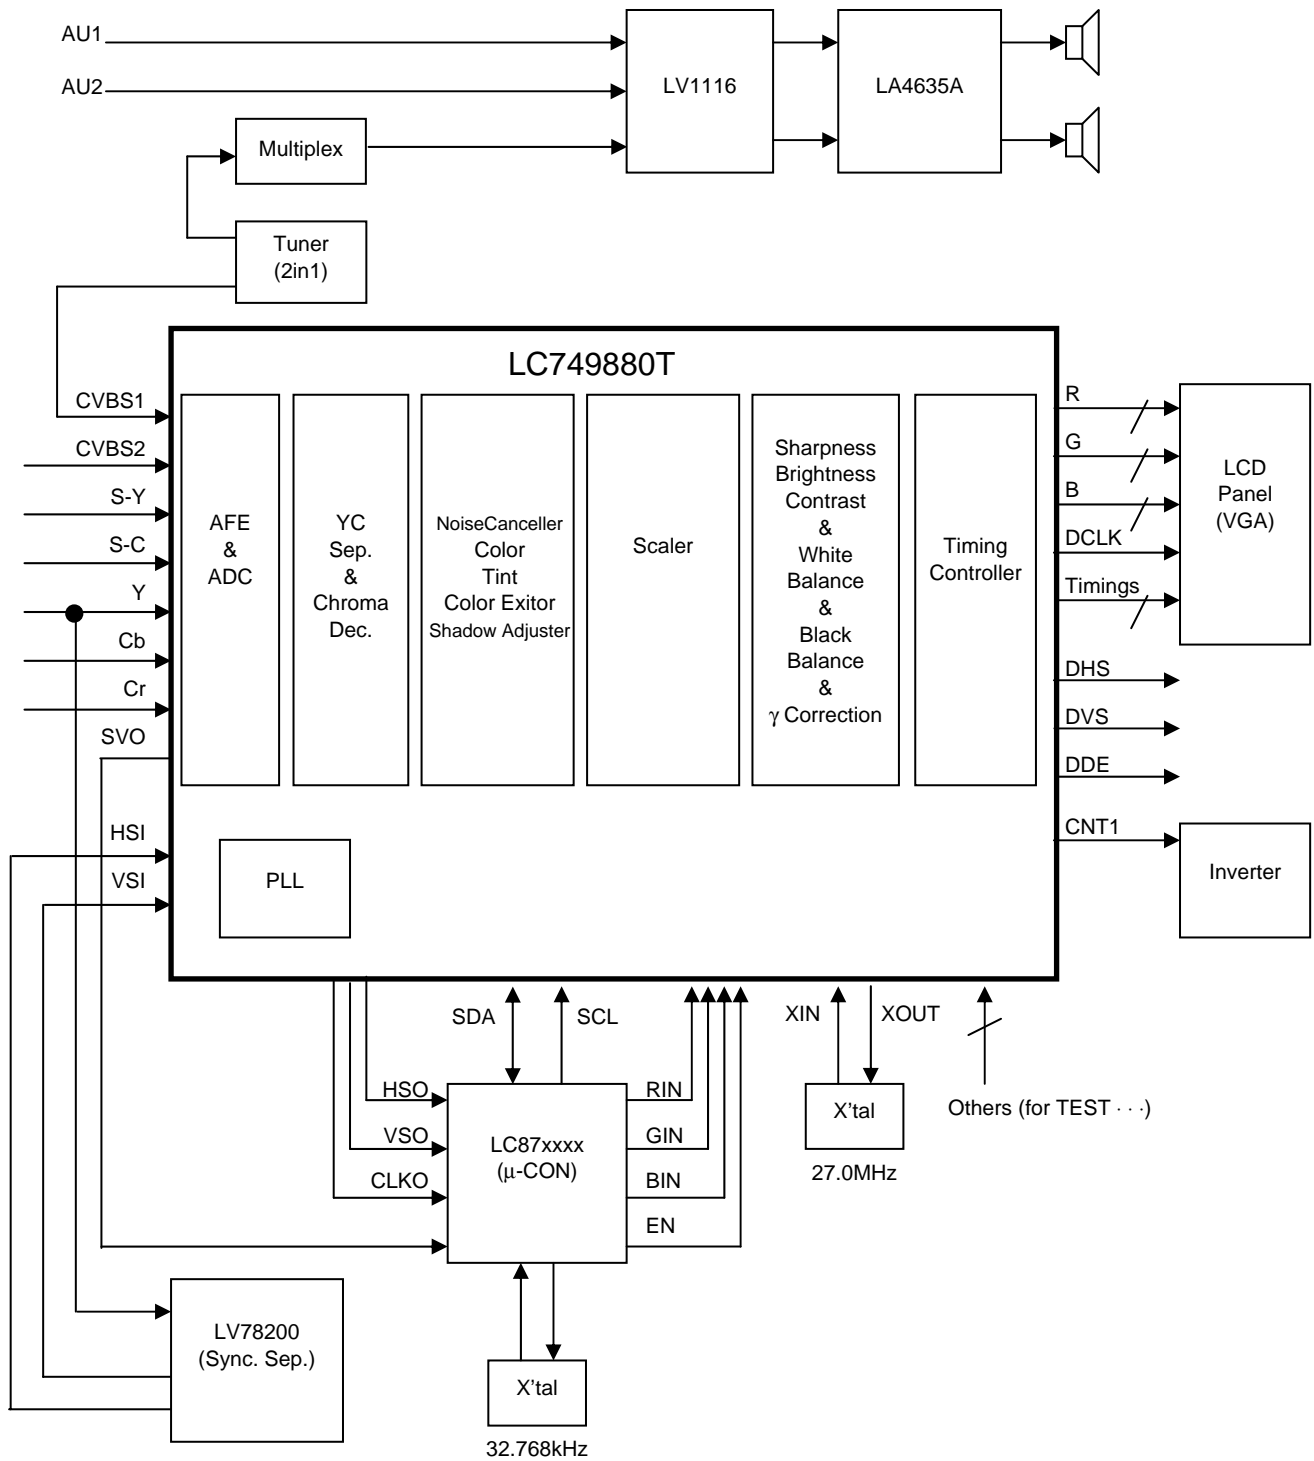 AU1
AU2
LV1116
LA4635A
Multiplex
Tuner
(2in1)
LC749880T
CVBS1
CVBS2
S-Y
S-C
Y
Cb
Cr
SVO
HSI
VSI
AFE
&
ADC
YC
Sep.
&
Chroma
Dec.
NoiseCanceller
Color
Tint
Color Exitor
Shadow Adjuster
Scaler
Sharpness
Brightness
Contrast
&
White
Balance
&
Black
Balance
&
γ Correction
Timing
Controller
R
G
B
DCLK
Timings
DHS
DVS
DDE
CNT1
LCD
Panel
(VGA)
Inverter
PLL
SDA
SCL
XIN
XOUT
HSO
VSO
CLKO
LC87xxxx
(μ-CON)
RIN
GIN
BIN
EN
X'tal
27.0MHz
Others (for TEST · · ·)
LV78200
(Sync. Sep.)
X'tal
32.768kHz